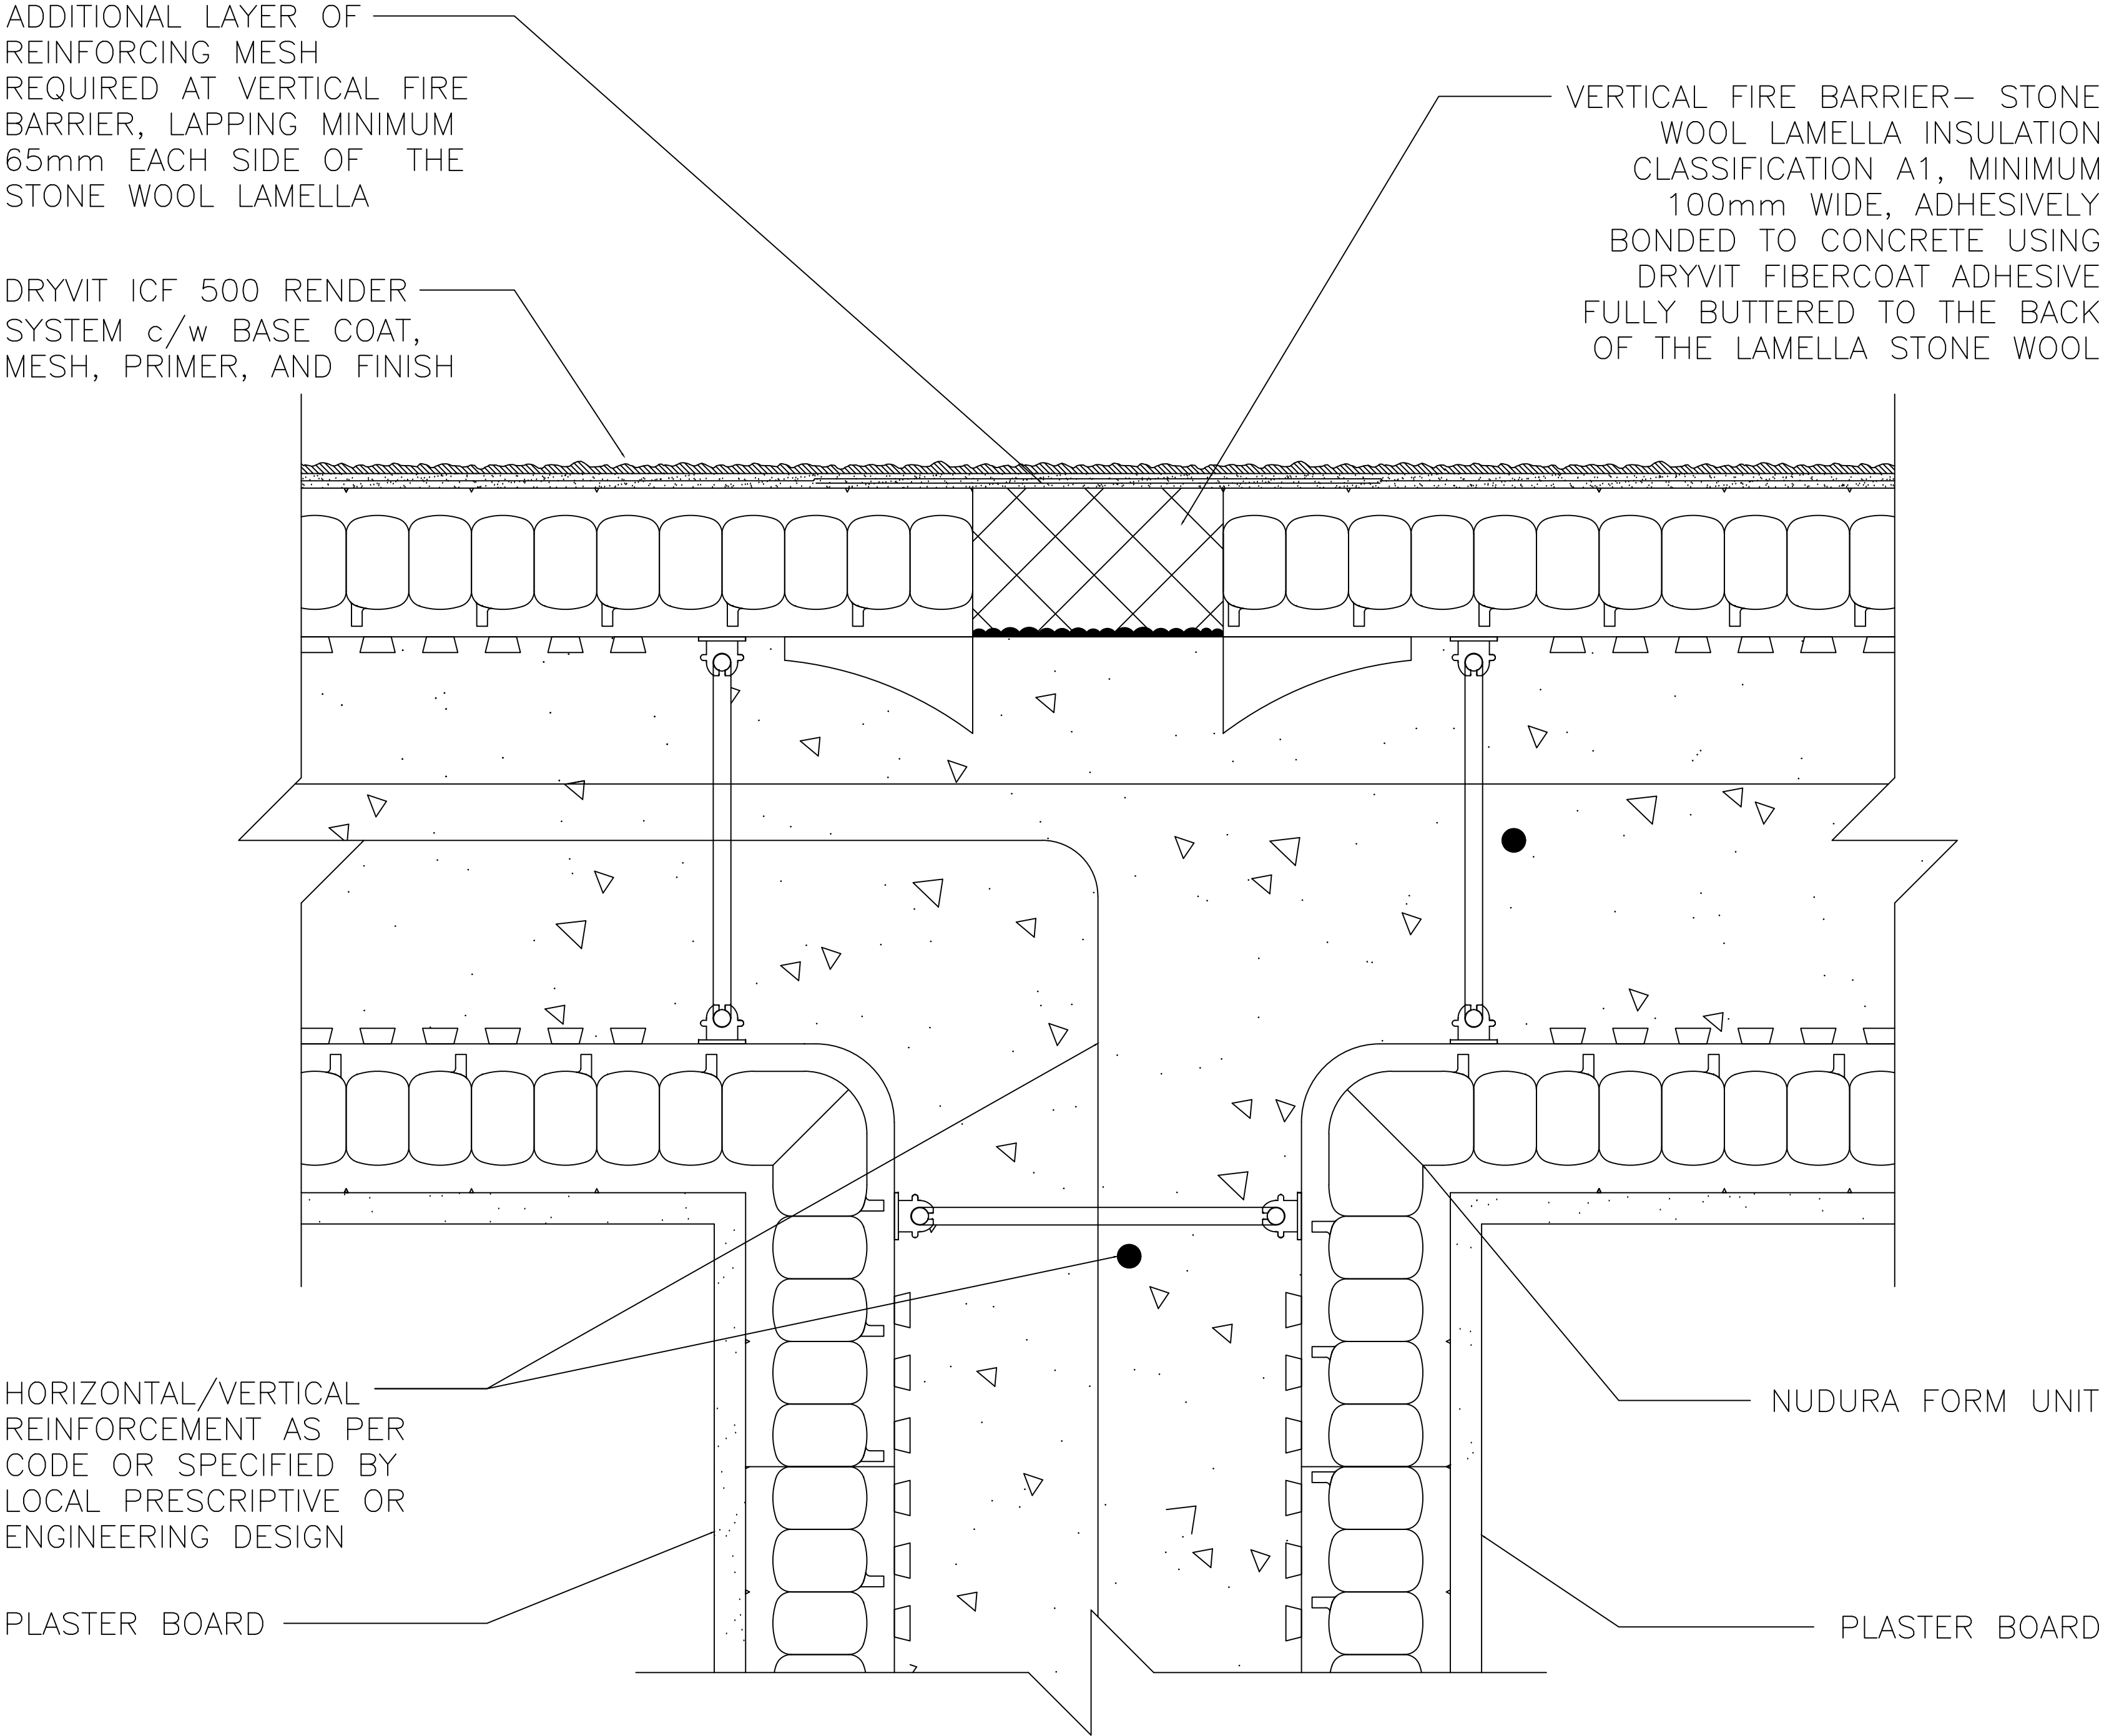 ADDITIONAL LAYER OF
REINFORCING MESH
REQUIRED AT VERTICAL FIRE
BARRIER, LAPPING MINIMUM
65mm EACH SIDE OF THE
STONE WOOL LAMELLA
DRYVIT ICF 500 RENDER
SYSTEM c/w BASE COAT,
MESH, PRIMER, AND FINISH
VERTICAL FIRE BARRIER– STONE
WOOL LAMELLA INSULATION
CLASSIFICATION A1, MINIMUM
100mm WIDE, ADHESIVELY
BONDED TO CONCRETE USING
DRYVIT FIBERCOAT ADHESIVE
FULLY BUTTERED TO THE BACK
OF THE LAMELLA STONE WOOL
HORIZONTAL/VERTICAL
REINFORCEMENT AS PER
CODE OR SPECIFIED BY
LOCAL PRESCRIPTIVE OR
ENGINEERING DESIGN
PLASTER BOARD
NUDURA FORM UNIT
PLASTER BOARD